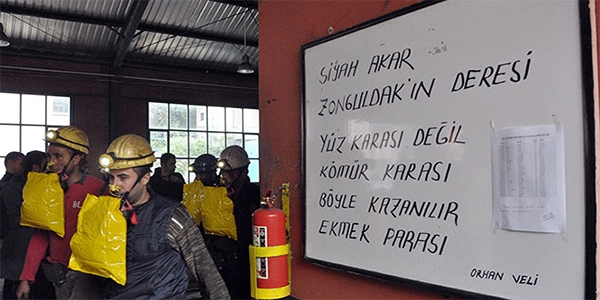 SİYAH AKAR
ZONGULDAK'IN DERESİ
YÜZ KARASI DEĞİL
KÖMÜR KARASI
BÖYLE KAZANILIR
EKMEK PARASI
ORHAN VELİ